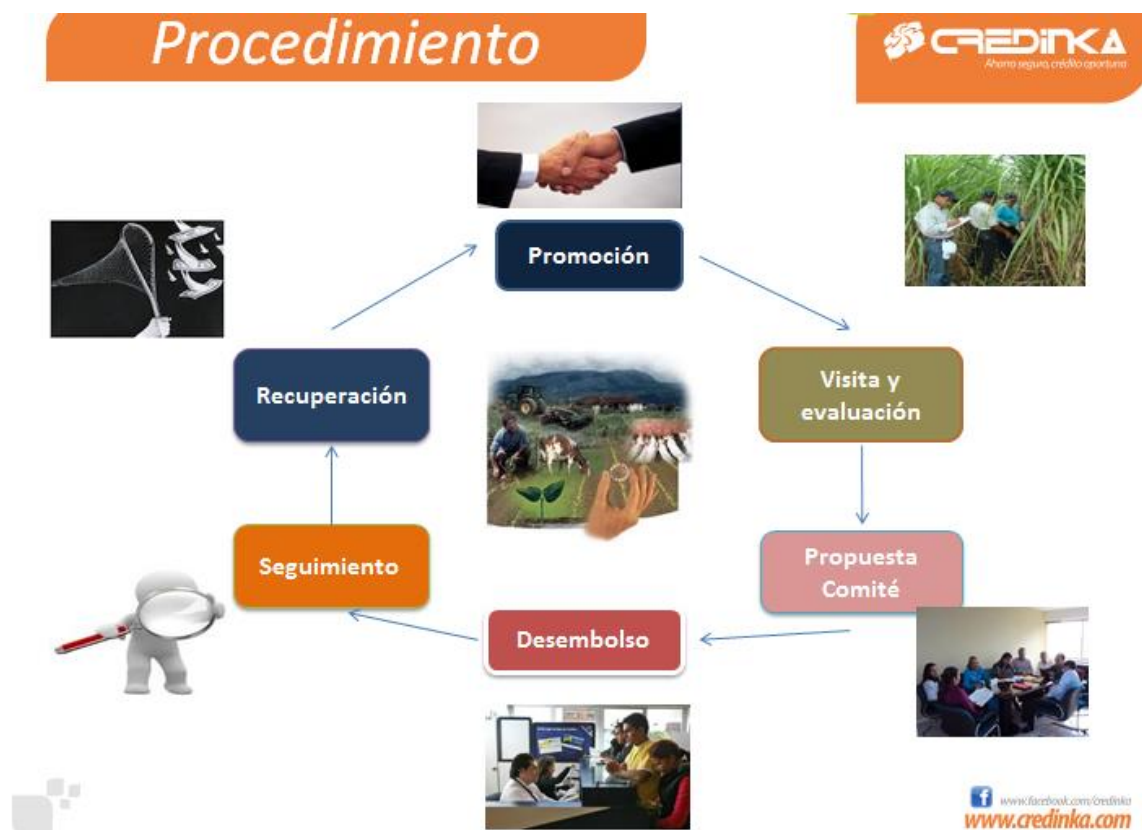 Procedimiento
CREDINKA
Ahorro seguro, crédito oportuno
Promoción
Visita y
evaluación
Recuperación
Propuesta
Comité
Seguimiento
Desembolso
www.facebook.com/credinka
www.credinka.com